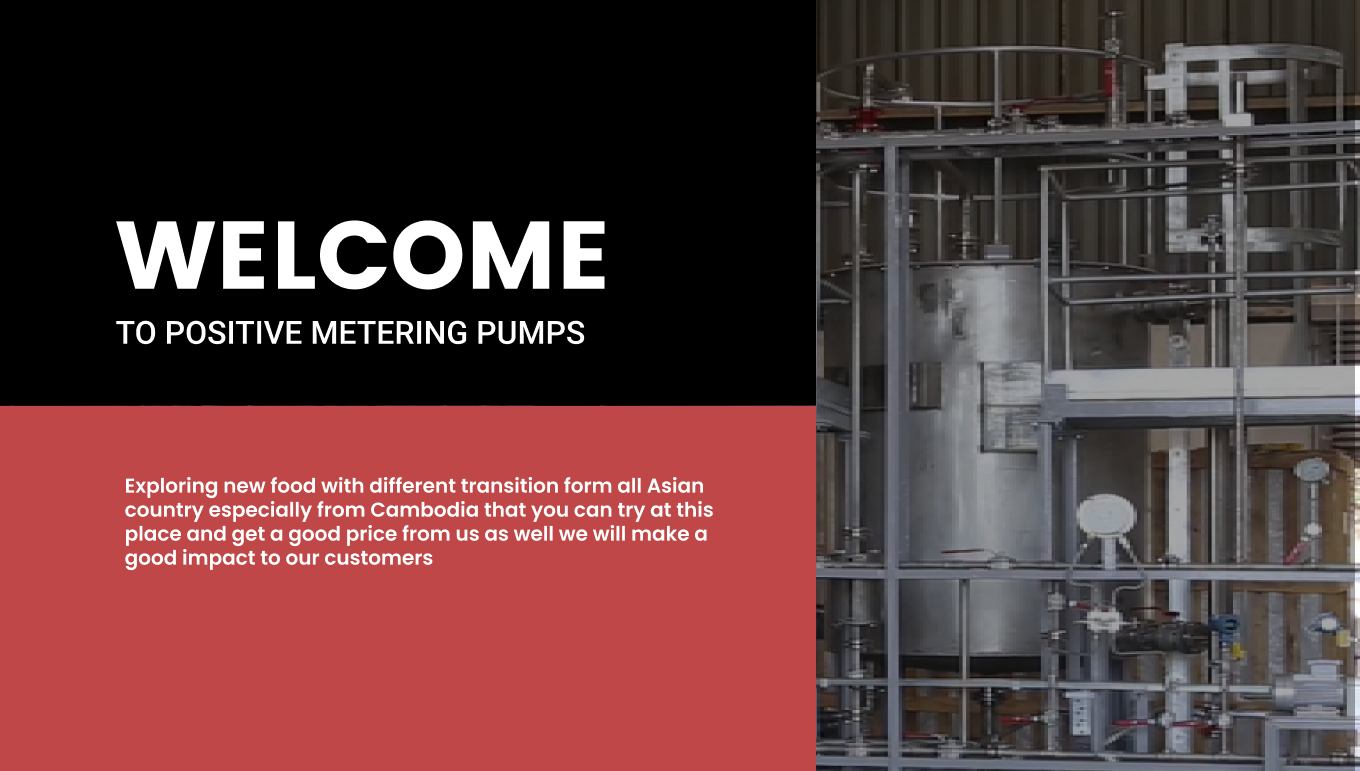 WELCOME
TO POSITIVE METERING PUMPS
Exploring new food with different transition form all Asian
country especially from Cambodia that you can try at this
place and get a good price from us as well we will make a
good impact to our customers